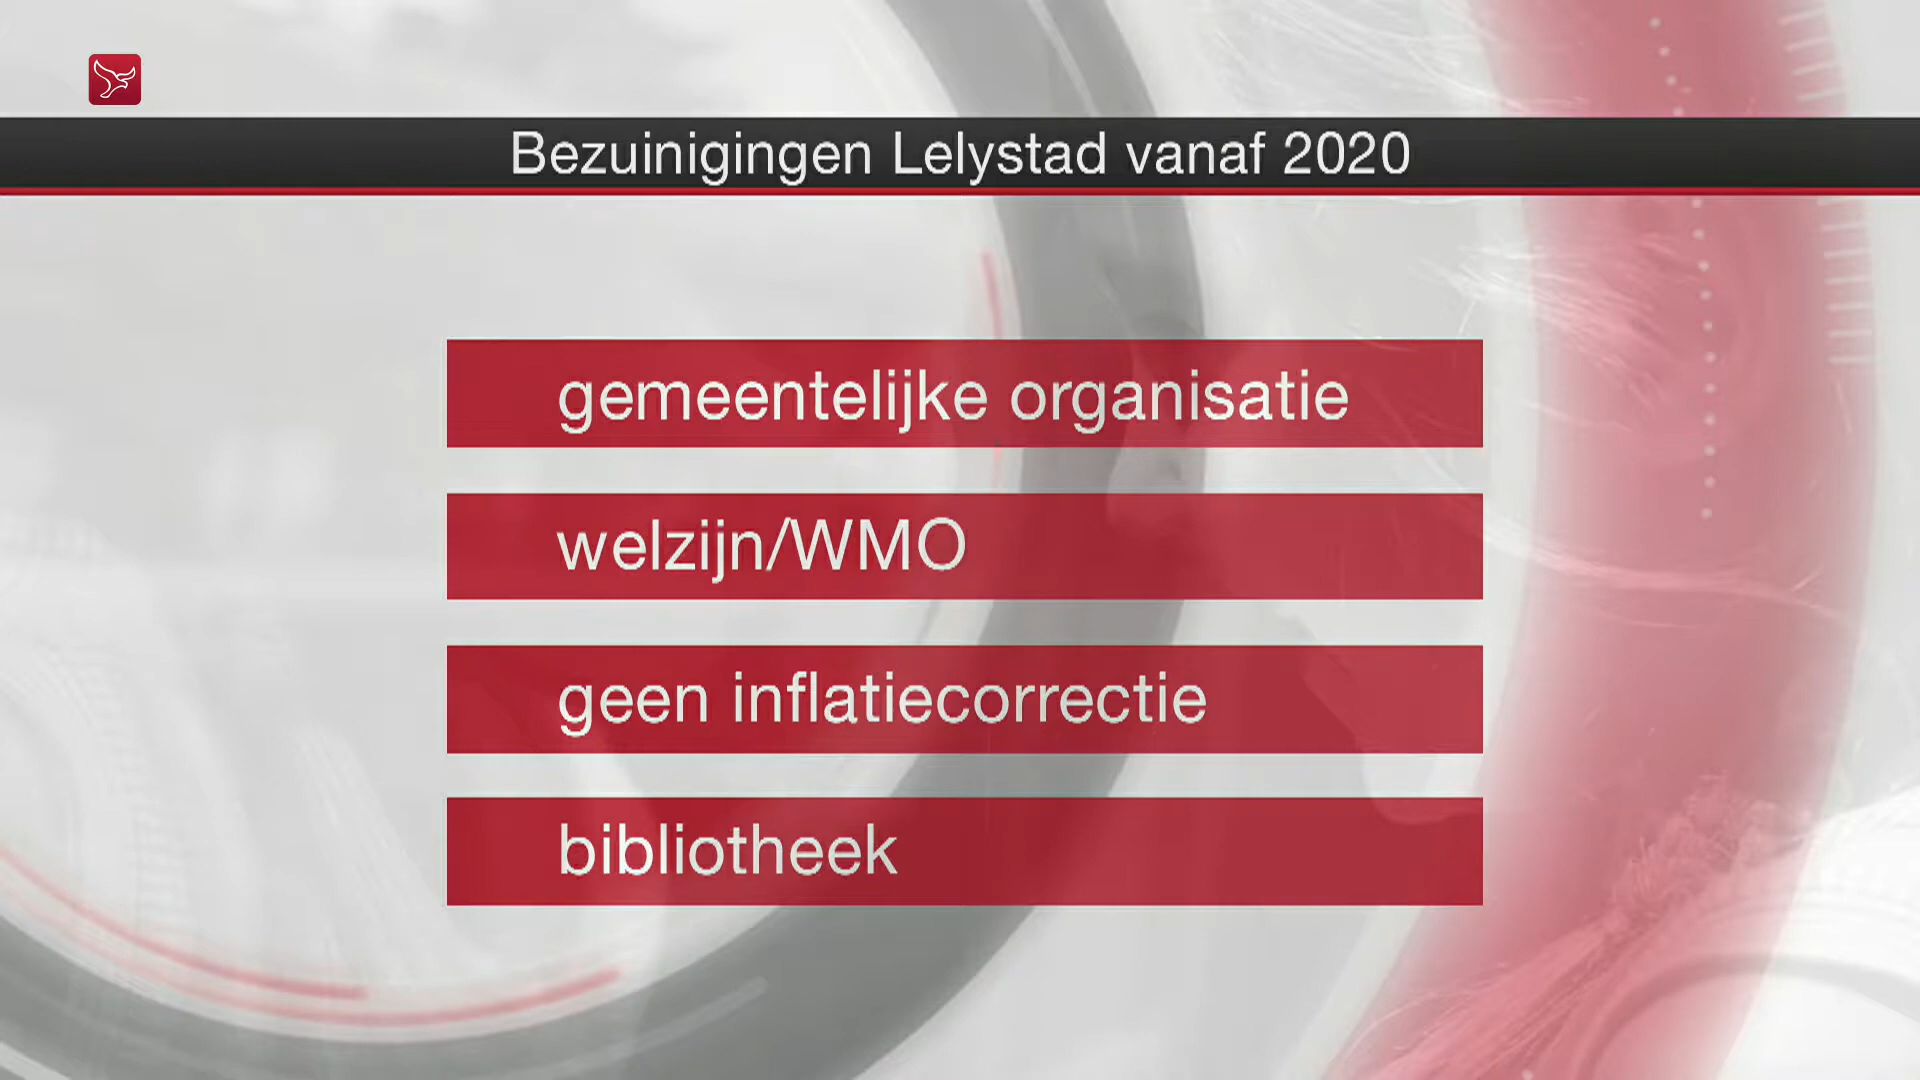 Bezuinigingen Lelystad vanaf 2020
gemeentelijke organisatie
welzijn/WMO
geen inflatiecorrectie
bibliotheek